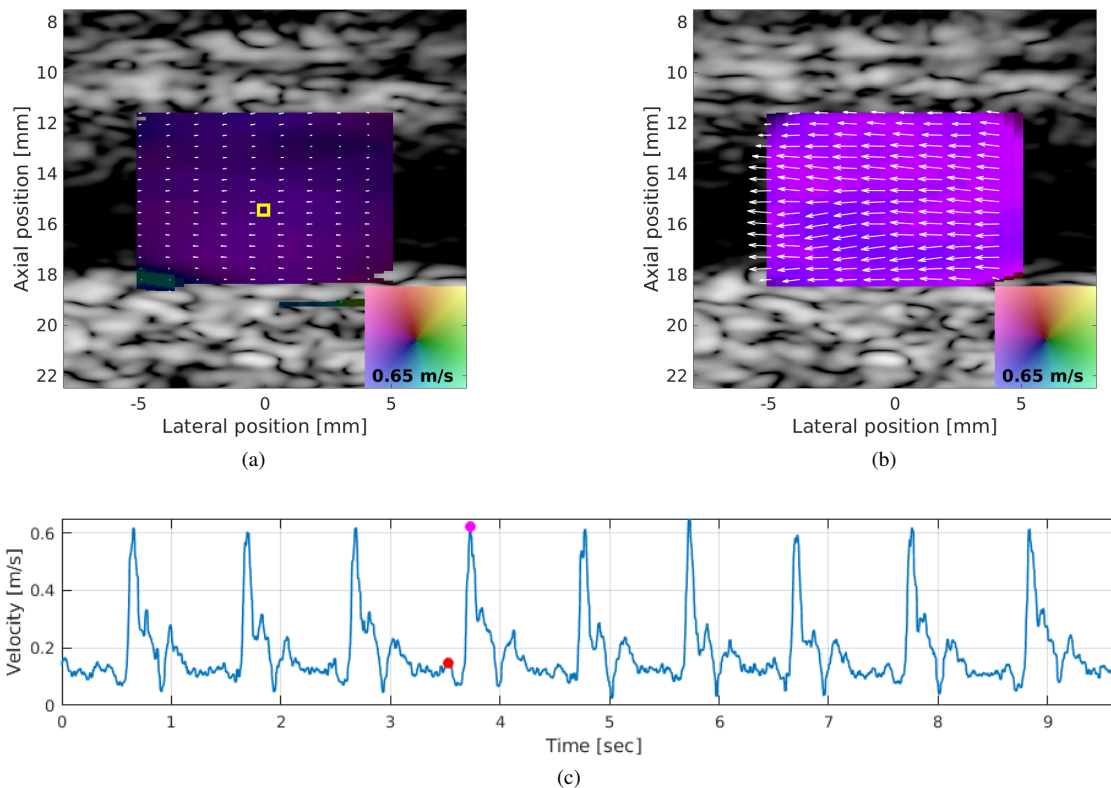 8
10
12
14
16
18
20
22
Axial position [mm]
0.65 m/s
-5 0 5
Lateral position [mm]
(a)
8
10
12
14
16
18
20
22
Axial position [mm]
0.65 m/s
-5 0 5
Lateral position [mm]
(b)
0.6
0.4
0.2
0
Velocity [m/s]
0 1 2 3 4 5 6 7 8 9
Time [sec]
(c)